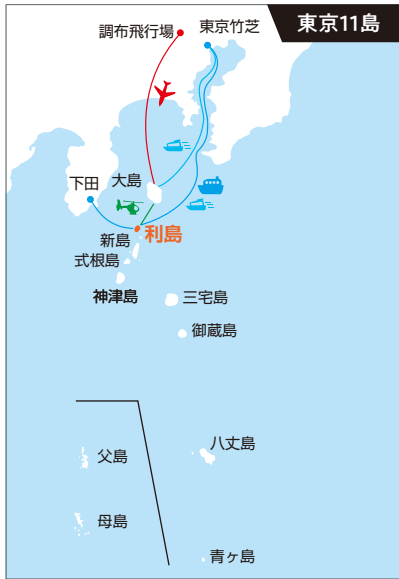 東京11島
調布飛行場
東京竹芝
下田
大島
新島
利島
式根島
神津島
三宅島
御蔵島
父島
八丈島
母島
青ヶ島